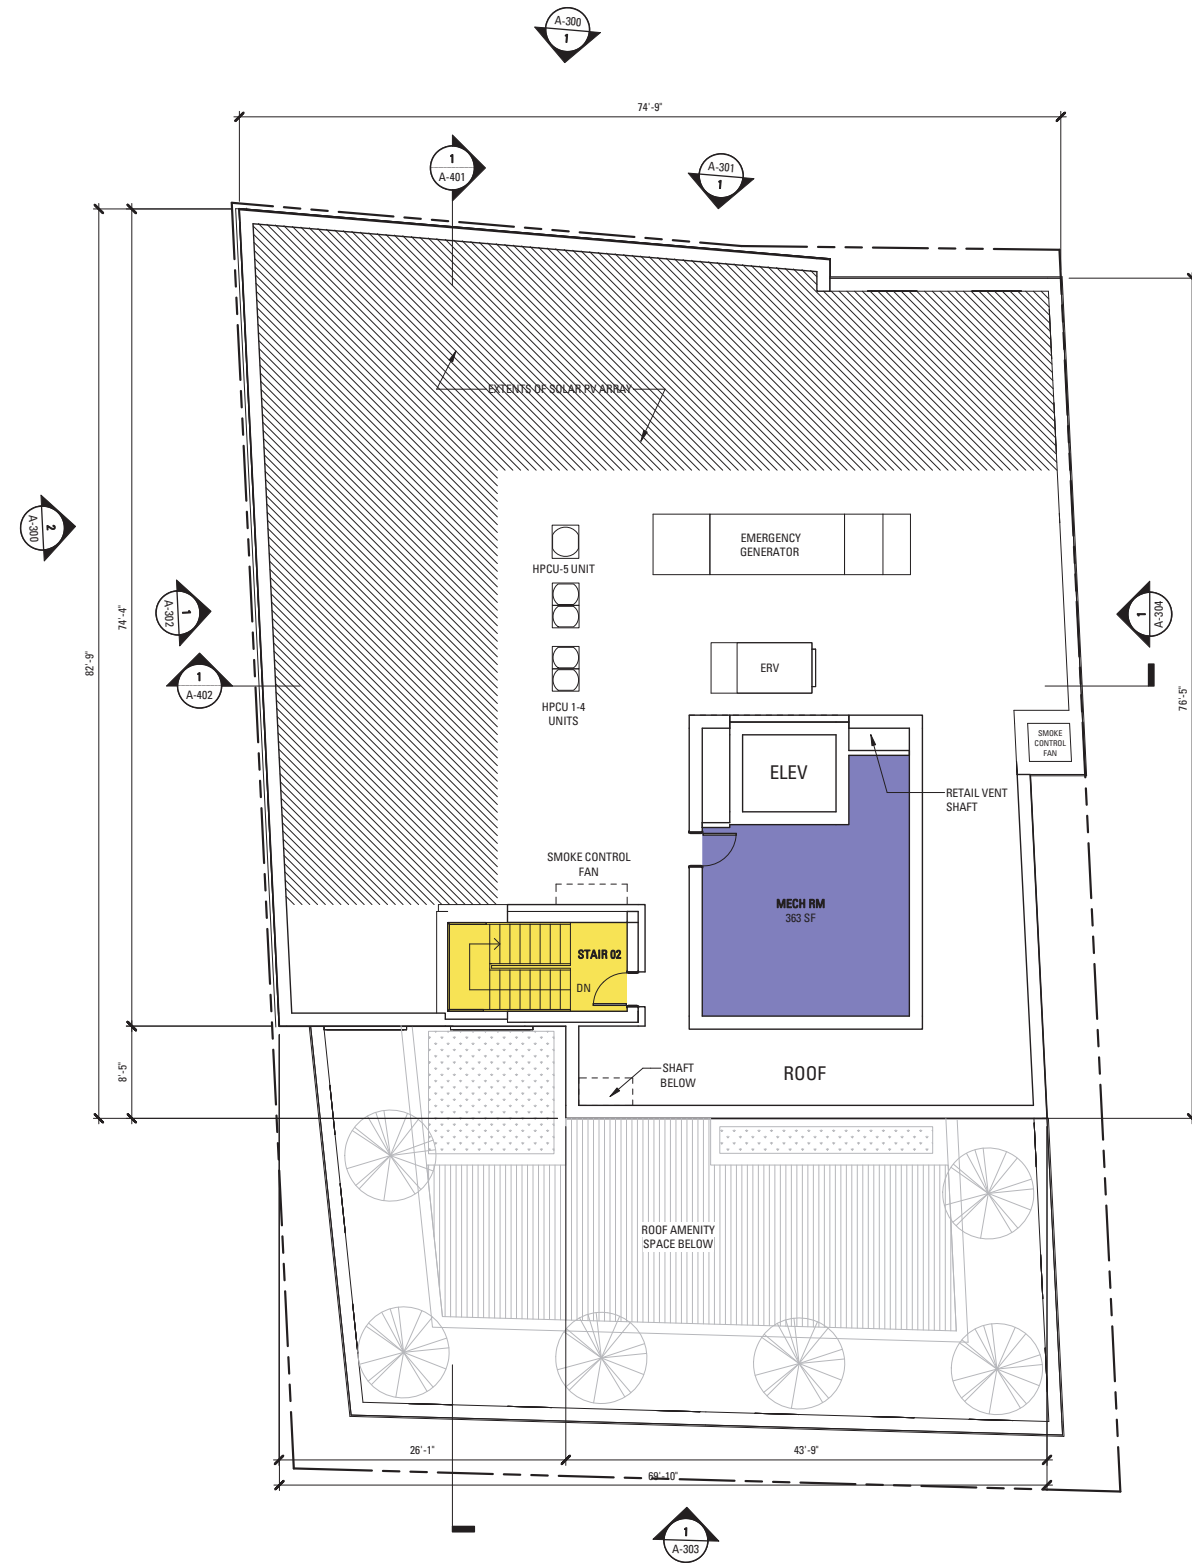 A-300
1
74'-9"
1
A-401
A-301
1
EXTENTS OF SOLAR PV ARRAY
2
A-300
82'-9"
74'-4"
1
A-302
1
A-402
HPCU-5 UNIT
EMERGENCY
GENERATOR
HPCU 1-4
UNITS
ERV
1
A-304
76'-5"
SMOKE
CONTROL
FAN
ELEV
RETAIL VENT
SHAFT
SMOKE CONTROL
FAN
MECH RM
363 SF
STAIR 02
DN
8'-5"
SHAFT
BELOW
ROOF
ROOF AMENITY
SPACE BELOW
26'-1"
43'-9"
69'-10"
1
A-303